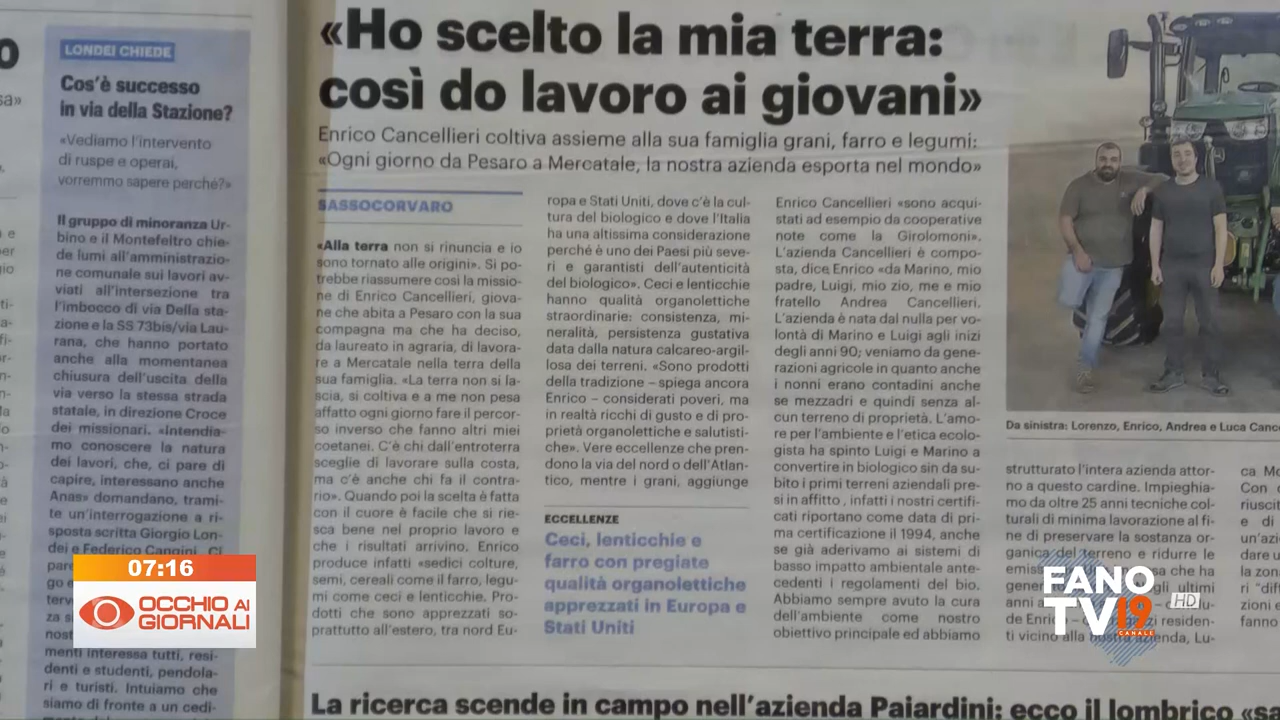 o
sa»
LONDEI CHIEDE
Cos'è successo
in via della Stazione?
«Vediamo l'intervento
di ruspe e operai,
vorremmo sapere perché?»
Il gruppo di minoranza Ur-
bino e il Montefeltro chie-
de lumi all'amministrazio-
ne comunale sui lavori av-
viati all'intersezione tra
l'imbocco di via Della sta-
zione e la SS 73bis/via Lau-
rana, che hanno portato
anche alla momentanea
chiusura dell'uscita della
via verso la stessa strada
statale, in direzione Croce
dei missionari. «Intendia-
mo conoscere la natura
dei lavori, che, ci pare di
capire, interessano anche
Anas» domandano, trami-
te un'interrogazione a ri-
sposta scritta Giorgio Lon-
dei e Federico Cangini. Ci
menti interessa tutti, resi-
denti e studenti, pendola-
ri e turisti. Intuiamo che
siamo di fronte a un cedi-
«Ho scelto la mia terra:
così do lavoro ai giovani»
Enrico Cancellieri coltiva assieme alla sua famiglia grani, farro e legumi:
«Ogni giorno da Pesaro a Mercatale, la nostra azienda esporta nel mondo»
SASSOCORVARO
«Alla terra non si rinuncia e io
sono tornato alle origini». Si po-
trebbe riassumere così la missio-
ne di Enrico Cancellieri, giova-
ne che abita a Pesaro con la sua
compagna ma che ha deciso,
da laureato in agraria, di lavora-
re a Mercatale nella terra della
sua famiglia. «La terra non si la-
scia, si coltiva e a me non pesa
affatto ogni giorno fare il percor-
so inverso che fanno altri miei
coetanei. C'è chi dall'entroterra
sceglie di lavorare sulla costa,
ma c'è anche chi fa il contra-
rio». Quando poi la scelta è fatta
con il cuore è facile che si rie-
sca bene nel proprio lavoro e
che i risultati arrivino. Enrico
produce infatti «sedici colture,
semi, cereali come il farro, legu-
mi come ceci e lenticchie. Pro-
dotti che sono apprezzati so-
prattutto all'estero, tra nord Eu-
ropa e Stati Uniti, dove c'è la cul-
tura del biologico e dove l'Italia
ha una altissima considerazione
perché è uno dei Paesi più seve-
ri e garantisti dell'autenticità
del biologico». Ceci e lenticchie
hanno qualità organolettiche
straordinarie: consistenza, mi-
neralità, persistenza gustativa
data dalla natura calcareo-argil-
losa dei terreni. «Sono prodotti
della tradizione – spiega ancora
Enrico – considerati poveri, ma
in realtà ricchi di gusto e di pro-
prietà organolettiche e salutisti-
che». Vere eccellenze che pren-
dono la via del nord o dell'Atlan-
tico, mentre i grani, aggiunge
ECCELLENZE
Ceci, lenticchie e
farro con pregiate
qualità organolettiche
apprezzati in Europa e
Stati Uniti
Enrico Cancellieri «sono acqui-
stati ad esempio da cooperative
note come la Girolomoni».
L'azienda Cancellieri è compo-
sta, dice Enrico «da Marino, mio
padre, Luigi, mio zio, me e mio
fratello Andrea Cancellieri.
L'azienda è nata dal nulla per vo-
lontà di Marino e Luigi agli inizi
degli anni 90; veniamo da gene-
razioni agricole in quanto anche
i nonni erano contadini anche
se mezzadri e quindi senza al-
cun terreno di proprietà. L'amo-
re per l'ambiente e l'etica ecolo-
gista ha spinto Luigi e Marino a
convertire in biologico sin da su-
bito i primi terreni aziendali pre-
si in affitto , infatti i nostri certifi-
cati riportano come data di pri-
ma certificazione il 1994, anche
se già aderivamo ai sistemi di
basso impatto ambientale ante-
cedenti i regolamenti del bio.
Abbiamo sempre avuto la cura
dell'ambiente come nostro
obiettivo principale ed abbiamo
Da sinistra: Lorenzo, Enrico, Andrea e Luca Cance
strutturato l'intera azienda attor-
no a questo cardine. Impieghia-
mo da oltre 25 anni tecniche col-
turali di minima lavorazione al fi-
ne di preservare la sostanza or-
ganica del terreno e ridurre le
ca Mo
Con
riusci
e di
un'azi
dare u
la zon
ri "dif
zioni e
fanno
La ricerca scende in campo nell'azienda Paiardini: ecco il lombrico «sa
07:16
OCCHIO AI
GIORNALI
FANO
TV19
HD
CANALE